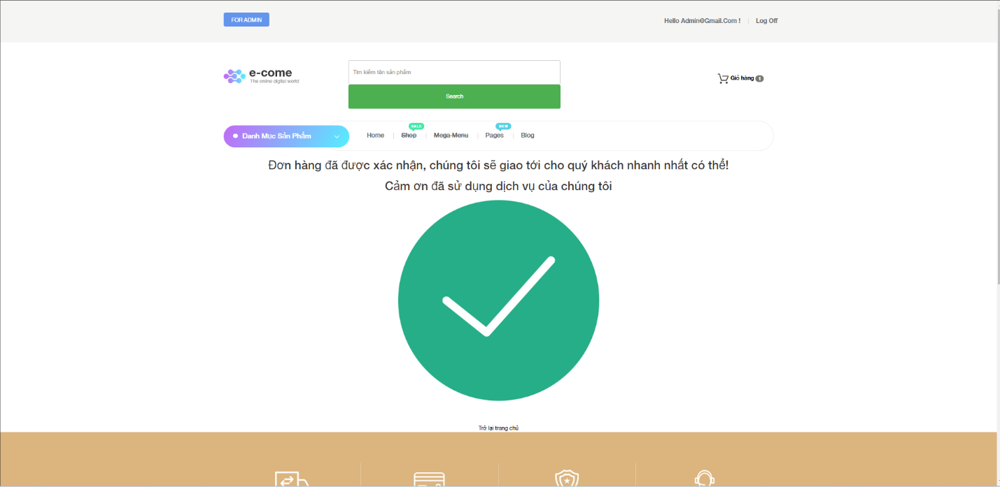 FOR ADMIN
Hello Admin@Gmail.Com !
Log Off
e-come
The online digital world
Tìm kiếm tên sản phẩm
Search
Giỏ hàng 1
Danh Mục Sản Phẩm
Home
SALE
Shop
Mega Menu
NEW
Pages
Blog
Đơn hàng đã được xác nhận, chúng tôi sẽ giao tới cho quý khách nhanh nhất có thể!
Cảm ơn đã sử dụng dịch vụ của chúng tôi
Trở lại trang chủ